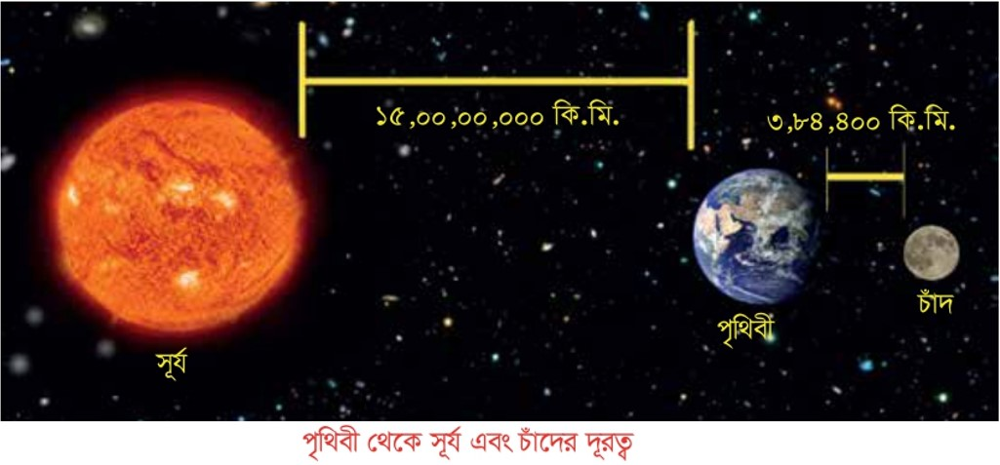 ১৫,০০,০০,০০০ কি.মি.
৩,৮৪,৪০০ কি.মি.
চাঁদ
পৃথিবী
সূর্য
পৃথিবী থেকে সূর্য এবং চাঁদের দূরত্ব